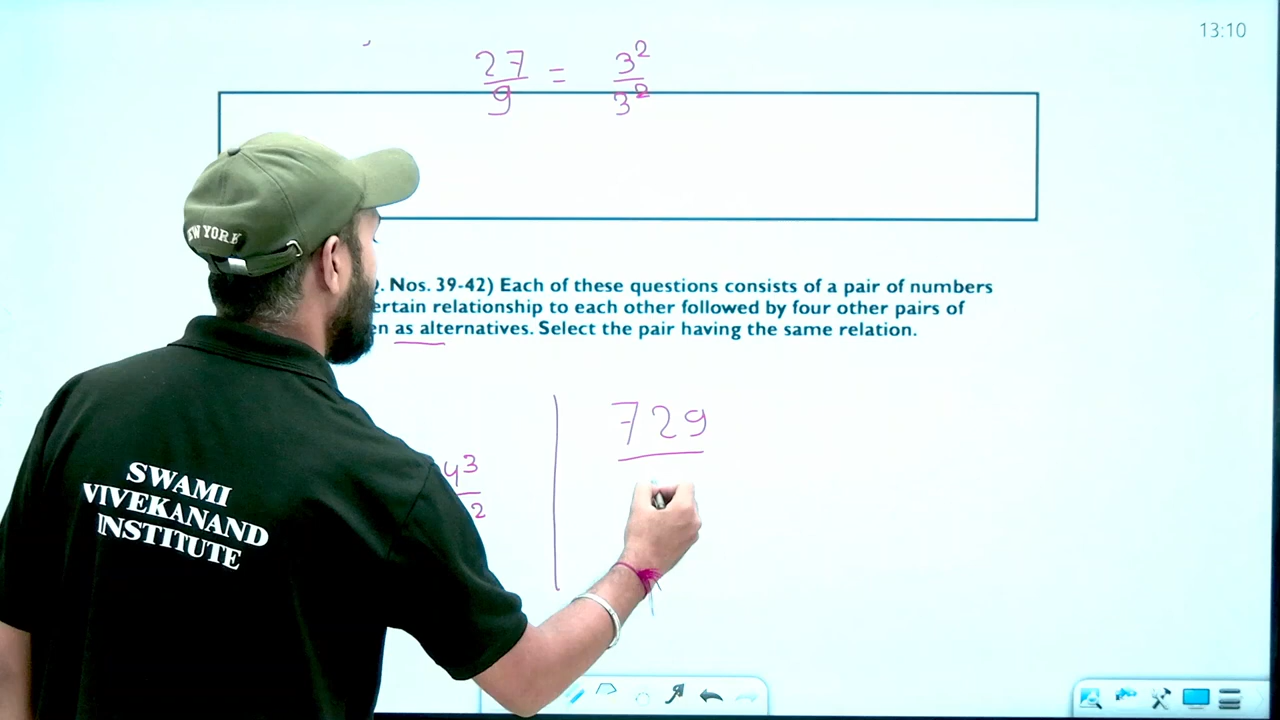 13:10
27/9 = 3²/3²
NEW YORK
. Nos. 39-42) Each of these questions consists of a pair of numbers
ertain relationship to each other followed by four other pairs of
en as alternatives. Select the pair having the same relation.
729
4³
2
SWAMI
VIVEKANAND
INSTITUTE